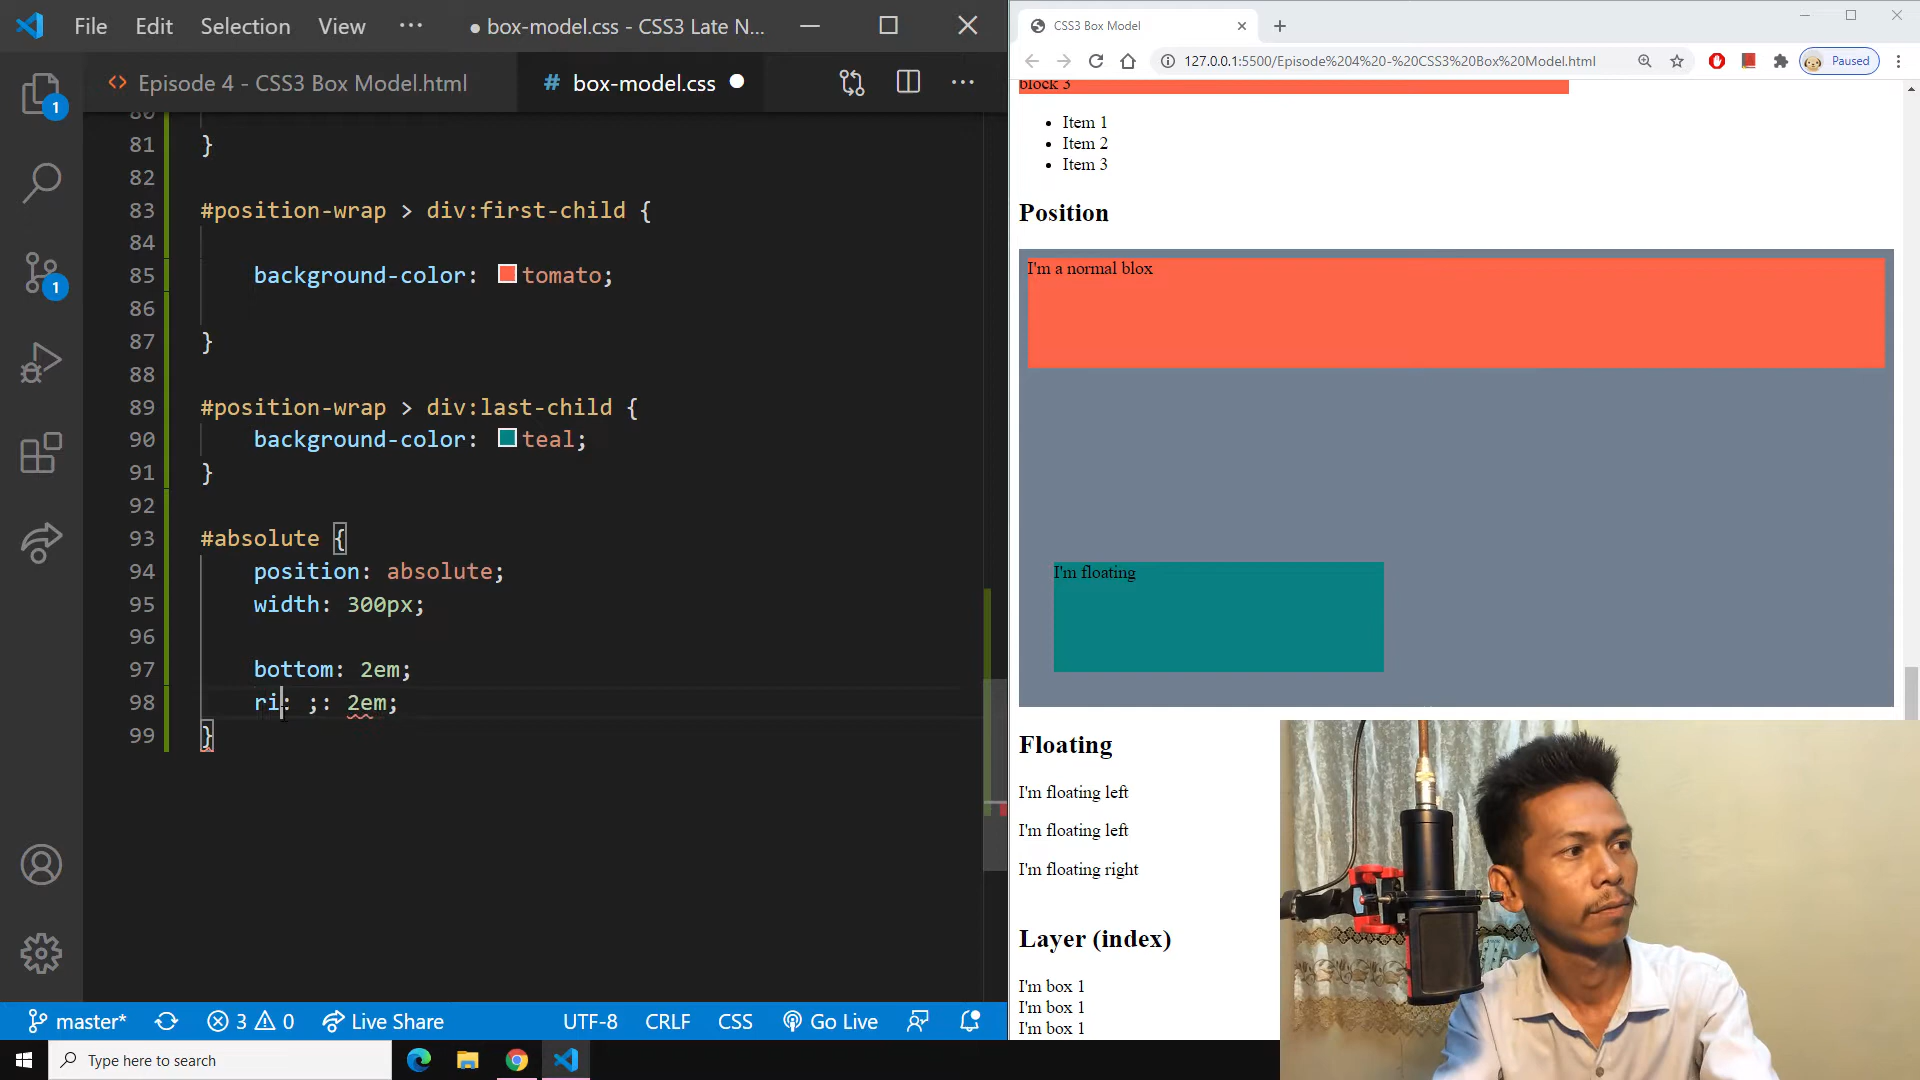 File Edit Selection View ··· ● box-model.css - CSS3 Late N...
<> Episode 4 - CSS3 Box Model.html
# box-model.css ●
1
1
80
81 }
82
83 #position-wrap > div:first-child {
84
85 background-color: tomato;
86
87 }
88
89 #position-wrap > div:last-child {
90 background-color: teal;
91 }
92
93 #absolute {
94 position: absolute;
95 width: 300px;
96
97 bottom: 2em;
98 ri: ;: 2em;
99 }
master* 3 0 Live Share UTF-8 CRLF CSS Go Live
Type here to search
CSS3 Box Model
127.0.0.1:5500/Episode%204%20-%20CSS3%20Box%20Model.html
Paused
block 3
• Item 1
• Item 2
• Item 3
Position
I'm a normal blox
I'm floating
Floating
I'm floating left
I'm floating left
I'm floating right
Layer (index)
I'm box 1
I'm box 1
I'm box 1